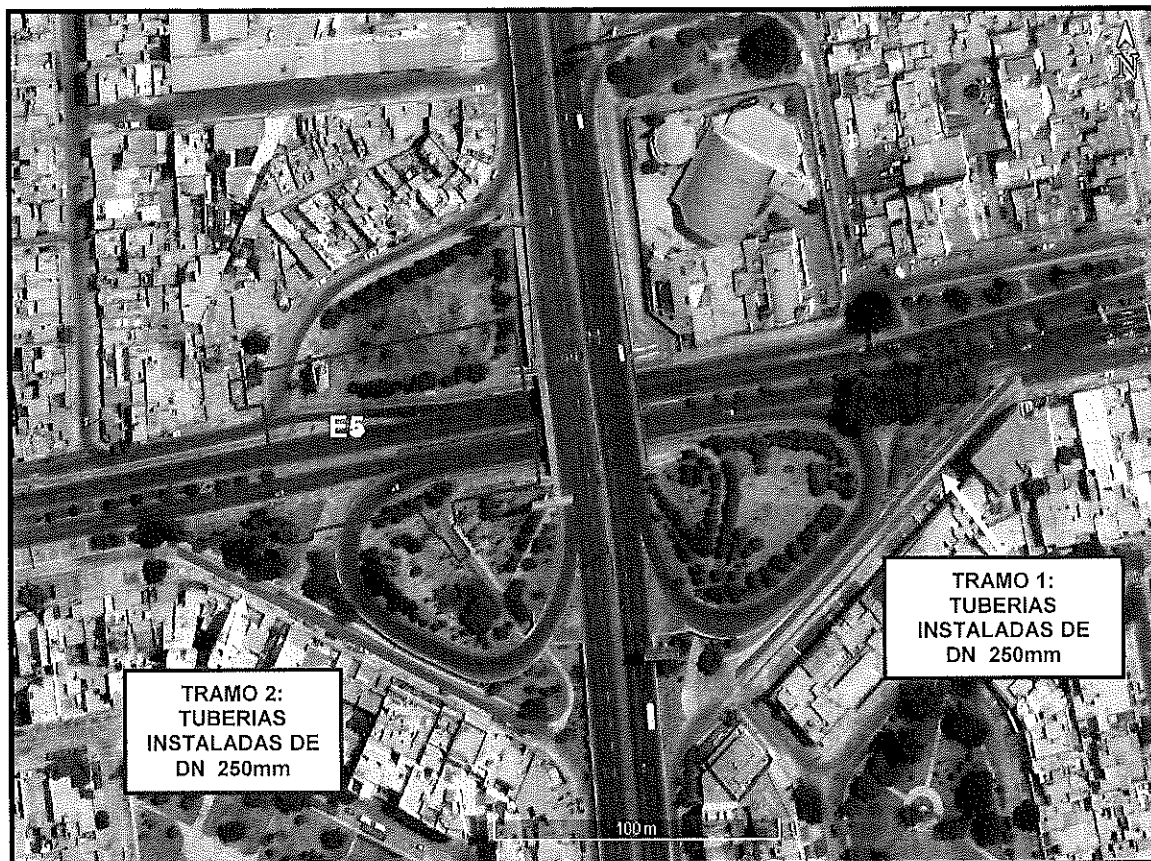 N
E5
TRAMO 1:
TUBERIAS
INSTALADAS DE
DN 250mm
TRAMO 2:
TUBERIAS
INSTALADAS DE
DN 250mm
100 m